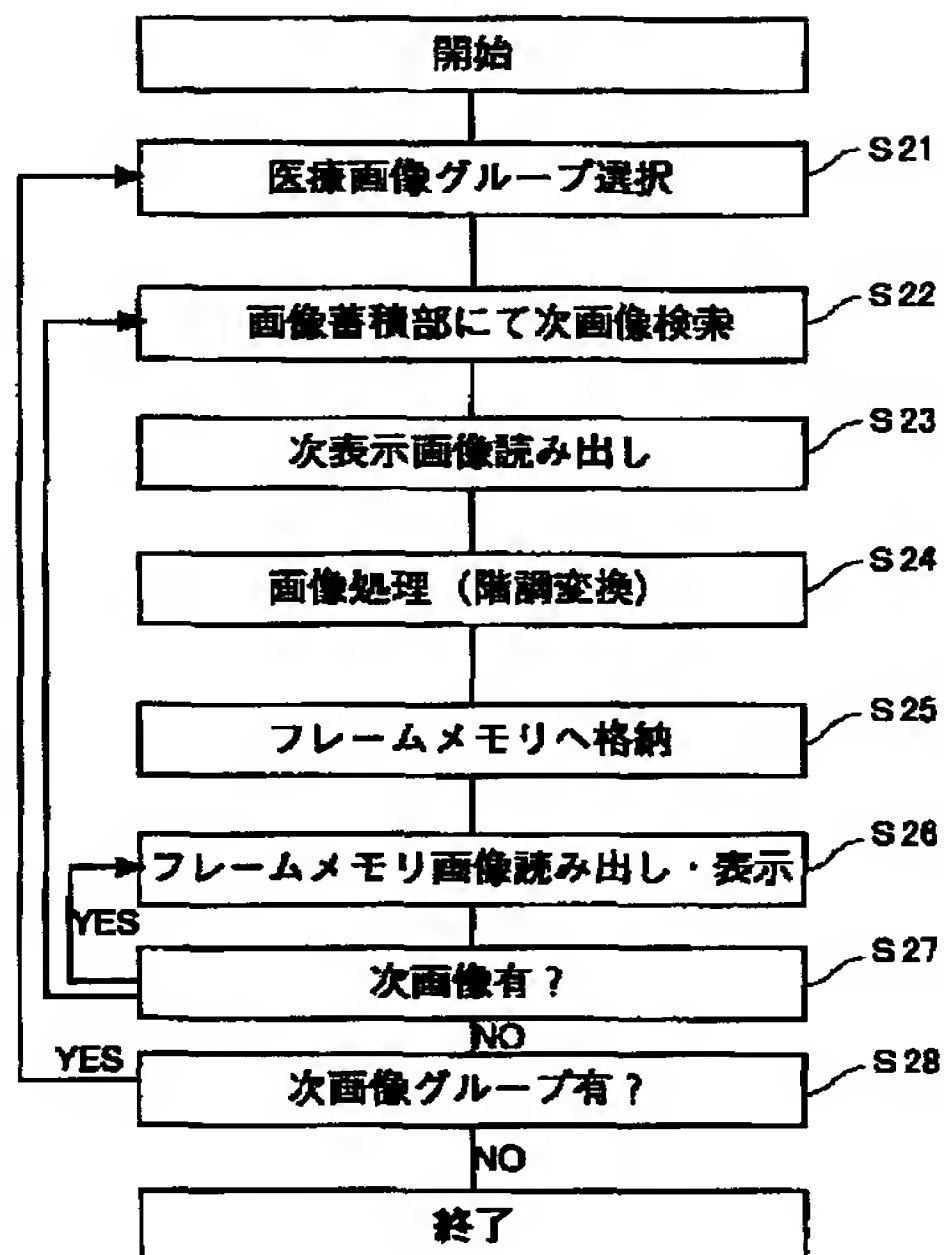 開始
医療画像グループ選択
S21
画像蓄積部にて次画像検索
S22
次表示画像読み出し
S23
画像処理（階調変換）
S24
フレームメモリへ格納
S25
フレームメモリ画像読み出し・表示
S26
YES
次画像有？
S27
NO
YES
次画像グループ有？
S28
NO
終了